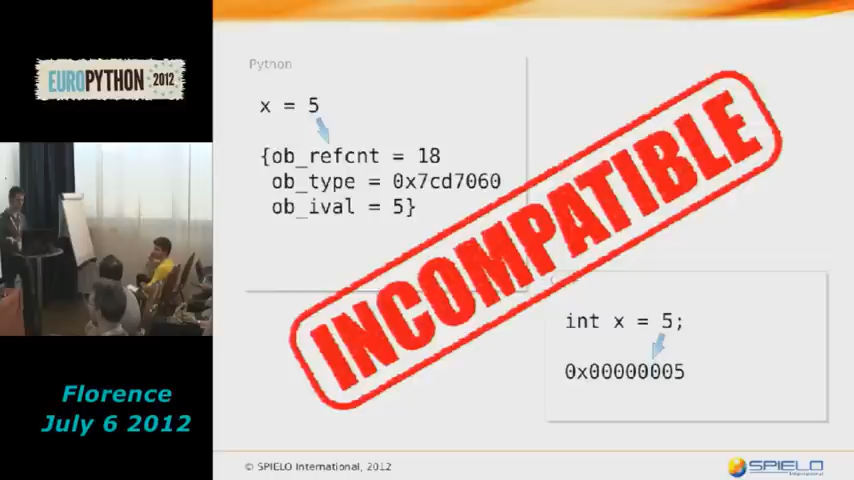 EUROPYTHON 2012
Python
x = 5
{ob_refcnt = 18
ob_type = 0x7cd7060
ob_ival = 5}
INCOMPATIBLE
int x = 5;
0x00000005
Florence
July 6 2012
© SPIELO International, 2012
SPIELO
International